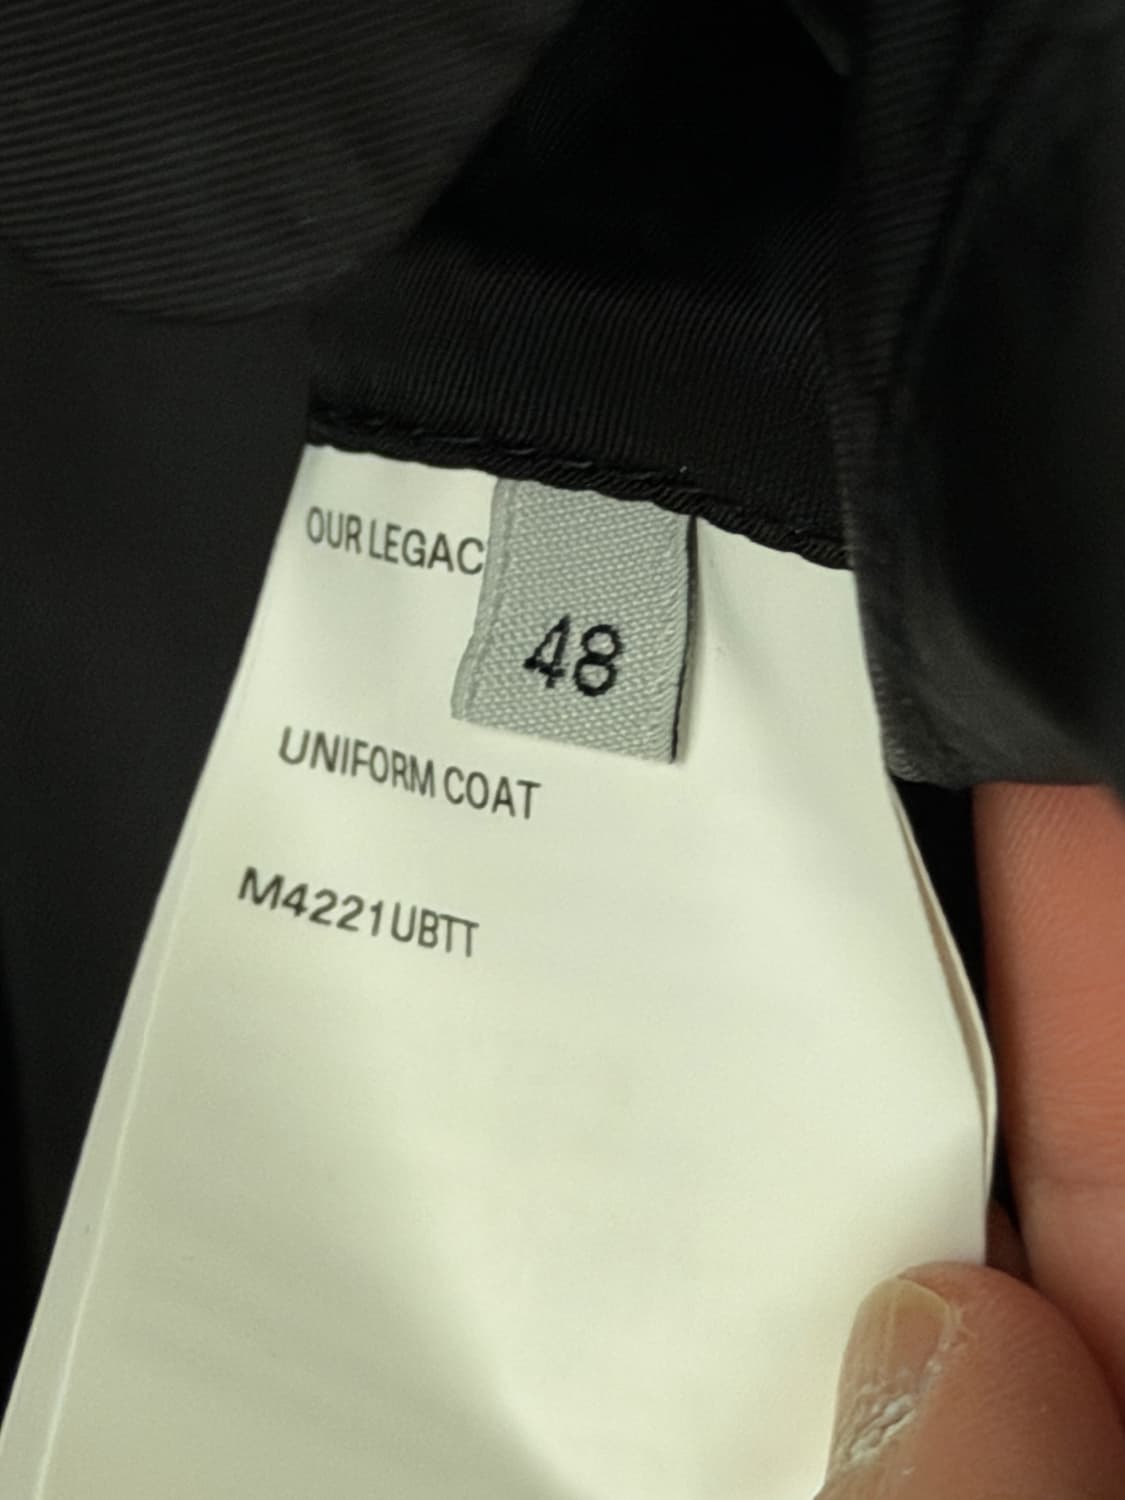 OUR LEGAC
48
UNIFORM COAT
M4221UBTT